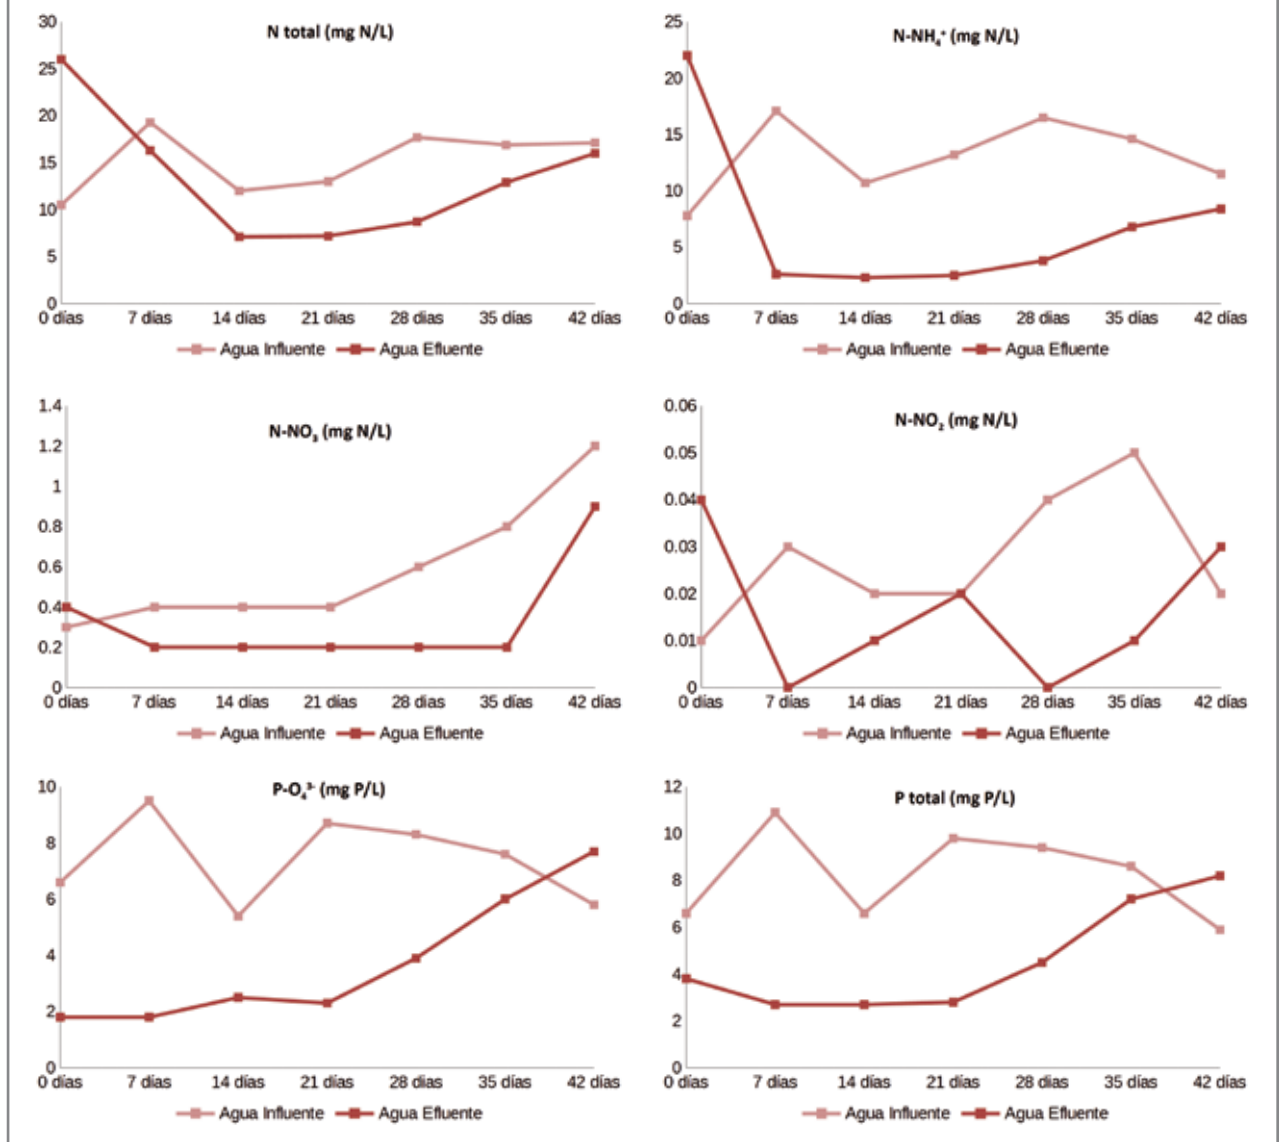 N total (mg N/L)
30
25
20
15
10
5
0
0 días 7 días 14 días 21 días 28 días 35 días 42 días
Agua Influente Agua Efluente
N-NH₄⁺ (mg N/L)
25
20
15
10
5
0
0 días 7 días 14 días 21 días 28 días 35 días 42 días
Agua Influente Agua Efluente
N-NO₃ (mg N/L)
1.4
1.2
1
0.8
0.6
0.4
0.2
0
0 días 7 días 14 días 21 días 28 días 35 días 42 días
Agua Influente Agua Efluente
N-NO₂ (mg N/L)
0.06
0.05
0.04
0.03
0.02
0.01
0
0 días 7 días 14 días 21 días 28 días 35 días 42 días
Agua Influente Agua Efluente
P-O₄³⁻ (mg P/L)
10
8
6
4
2
0
0 días 7 días 14 días 21 días 28 días 35 días 42 días
Agua Influente Agua Efluente
P total (mg P/L)
12
10
8
6
4
2
0
0 días 7 días 14 días 21 días 28 días 35 días 42 días
Agua Influente Agua Efluente